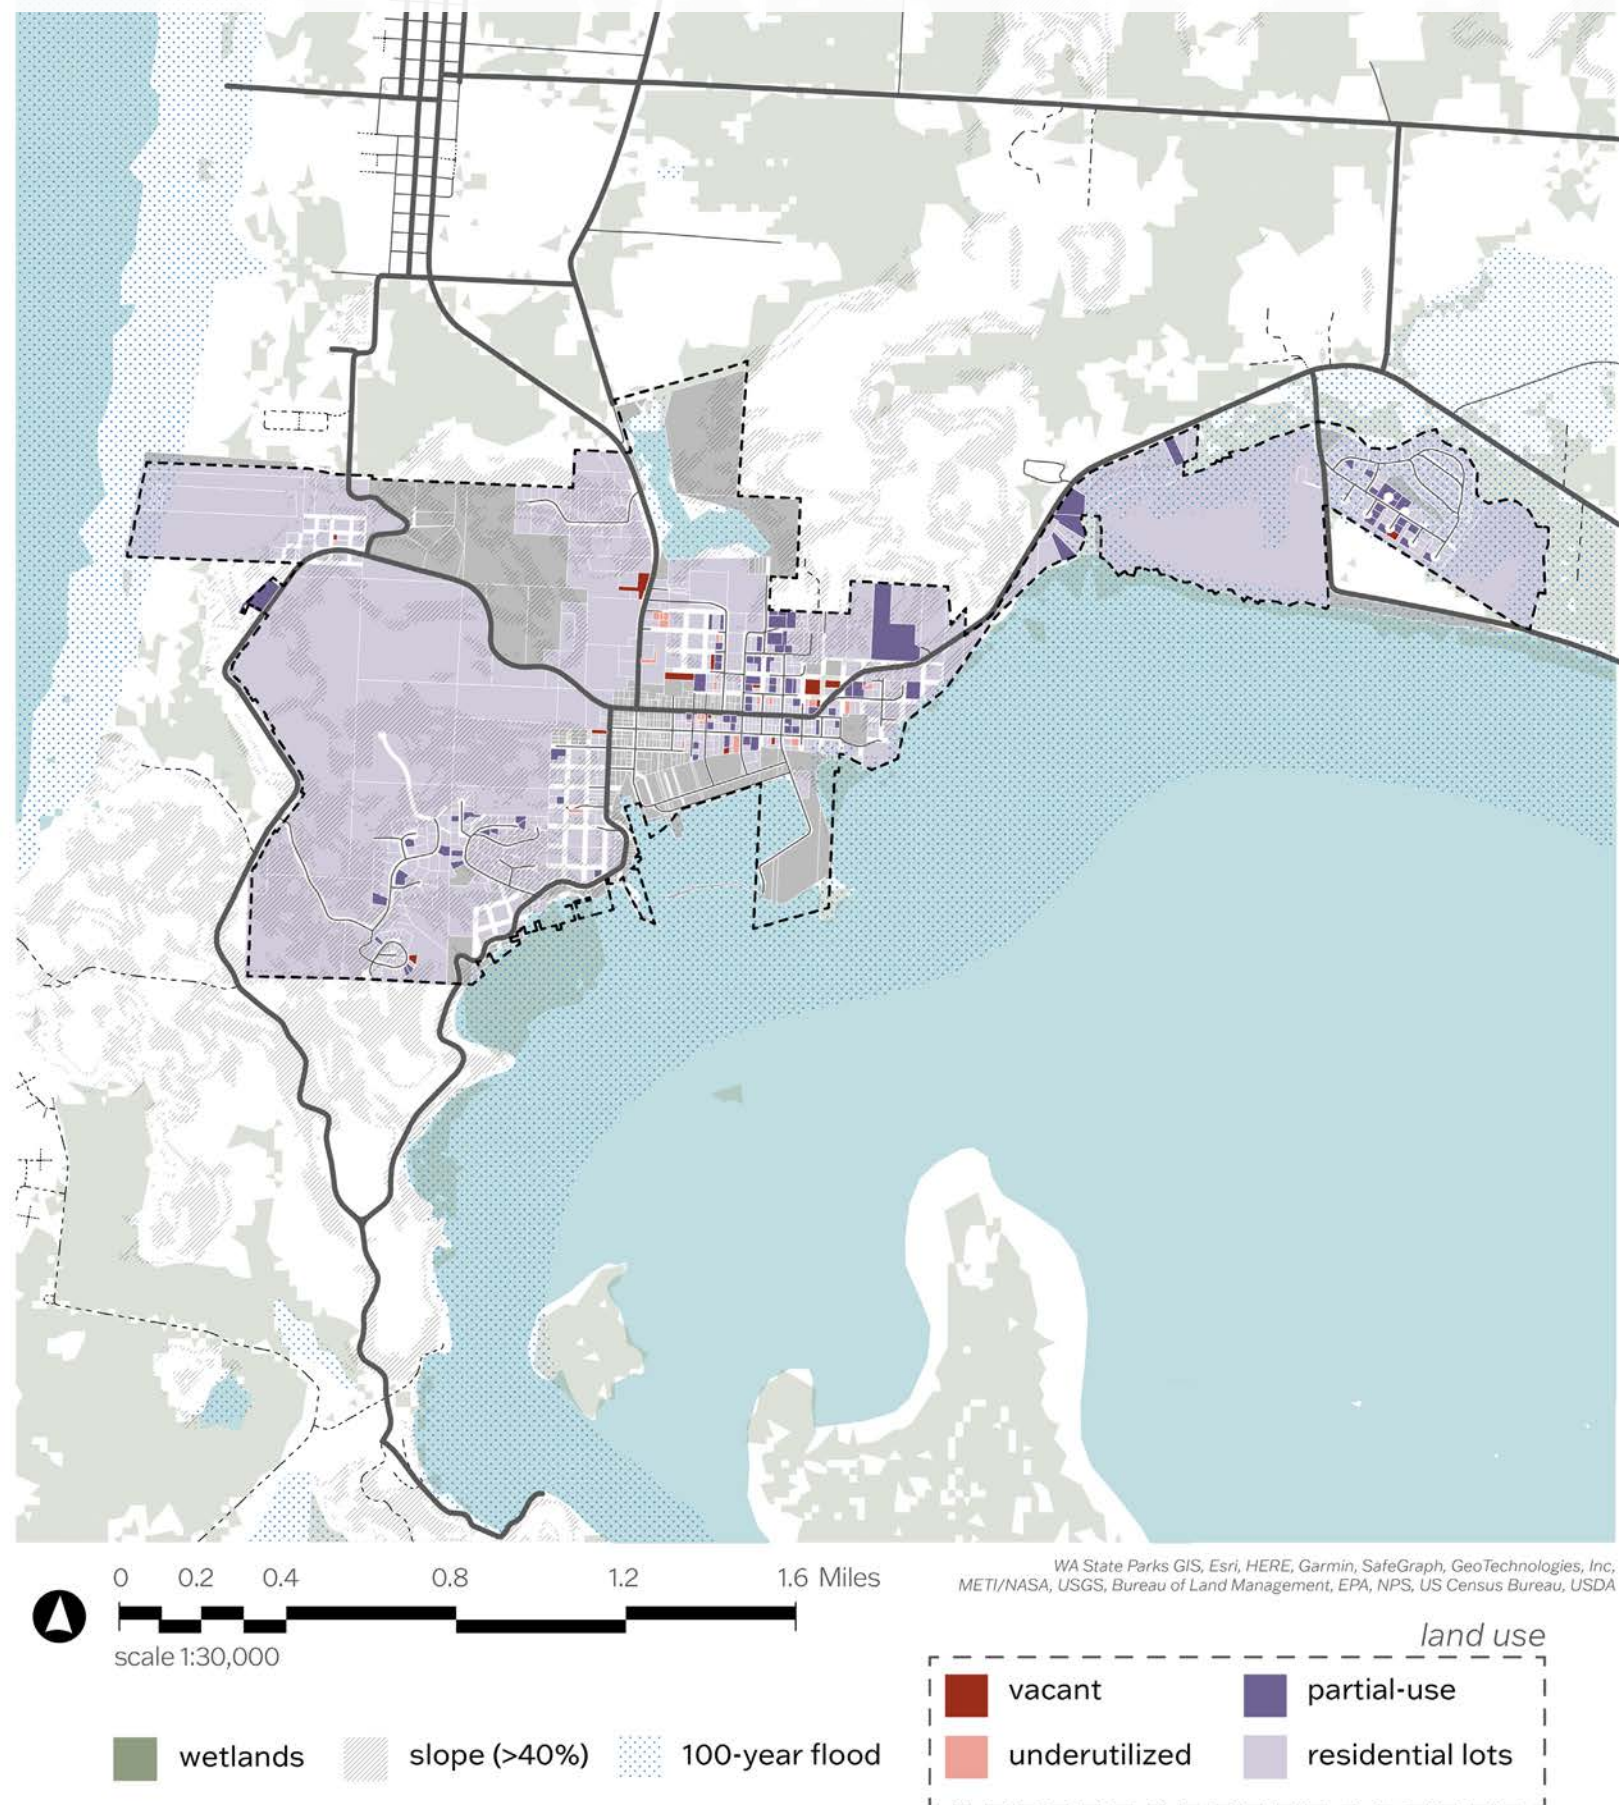 0 0.2 0.4 0.8 1.2 1.6 Miles
scale 1:30,000
WA State Parks GIS, Esri, HERE, Garmin, SafeGraph, GeoTechnologies, Inc,
METI/NASA, USGS, Bureau of Land Management, EPA, NPS, US Census Bureau, USDA
land use
vacant partial-use
wetlands slope (>40%) 100-year flood underutilized residential lots